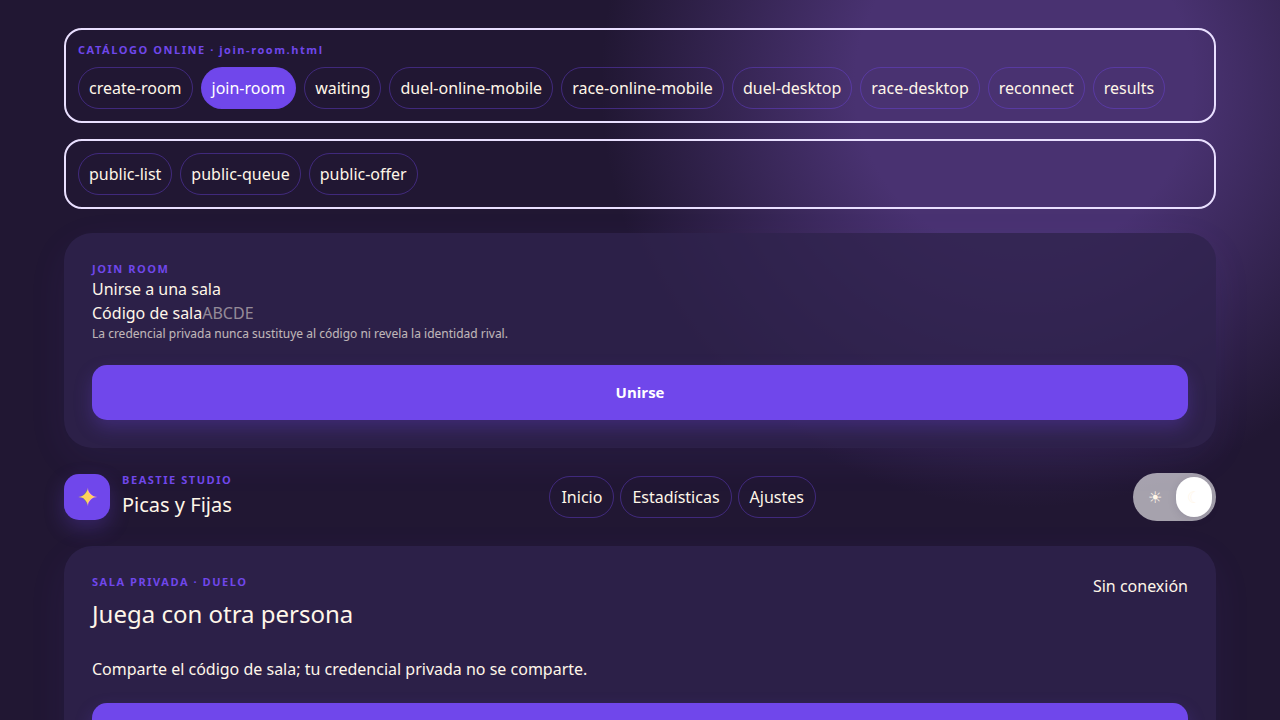 CATÁLOGO ONLINE · join-room.html
create-room join-room waiting duel-online-mobile race-online-mobile duel-desktop race-desktop reconnect results
public-list public-queue public-offer
JOIN ROOM
Unirse a una sala
Código de salaABCDE
La credencial privada nunca sustituye al código ni revela la identidad rival.
Unirse
BEASTIE STUDIO
Picas y Fijas
Inicio Estadísticas Ajustes
SALA PRIVADA · DUELO
Sin conexión
Juega con otra persona
Comparte el código de sala; tu credencial privada no se comparte.